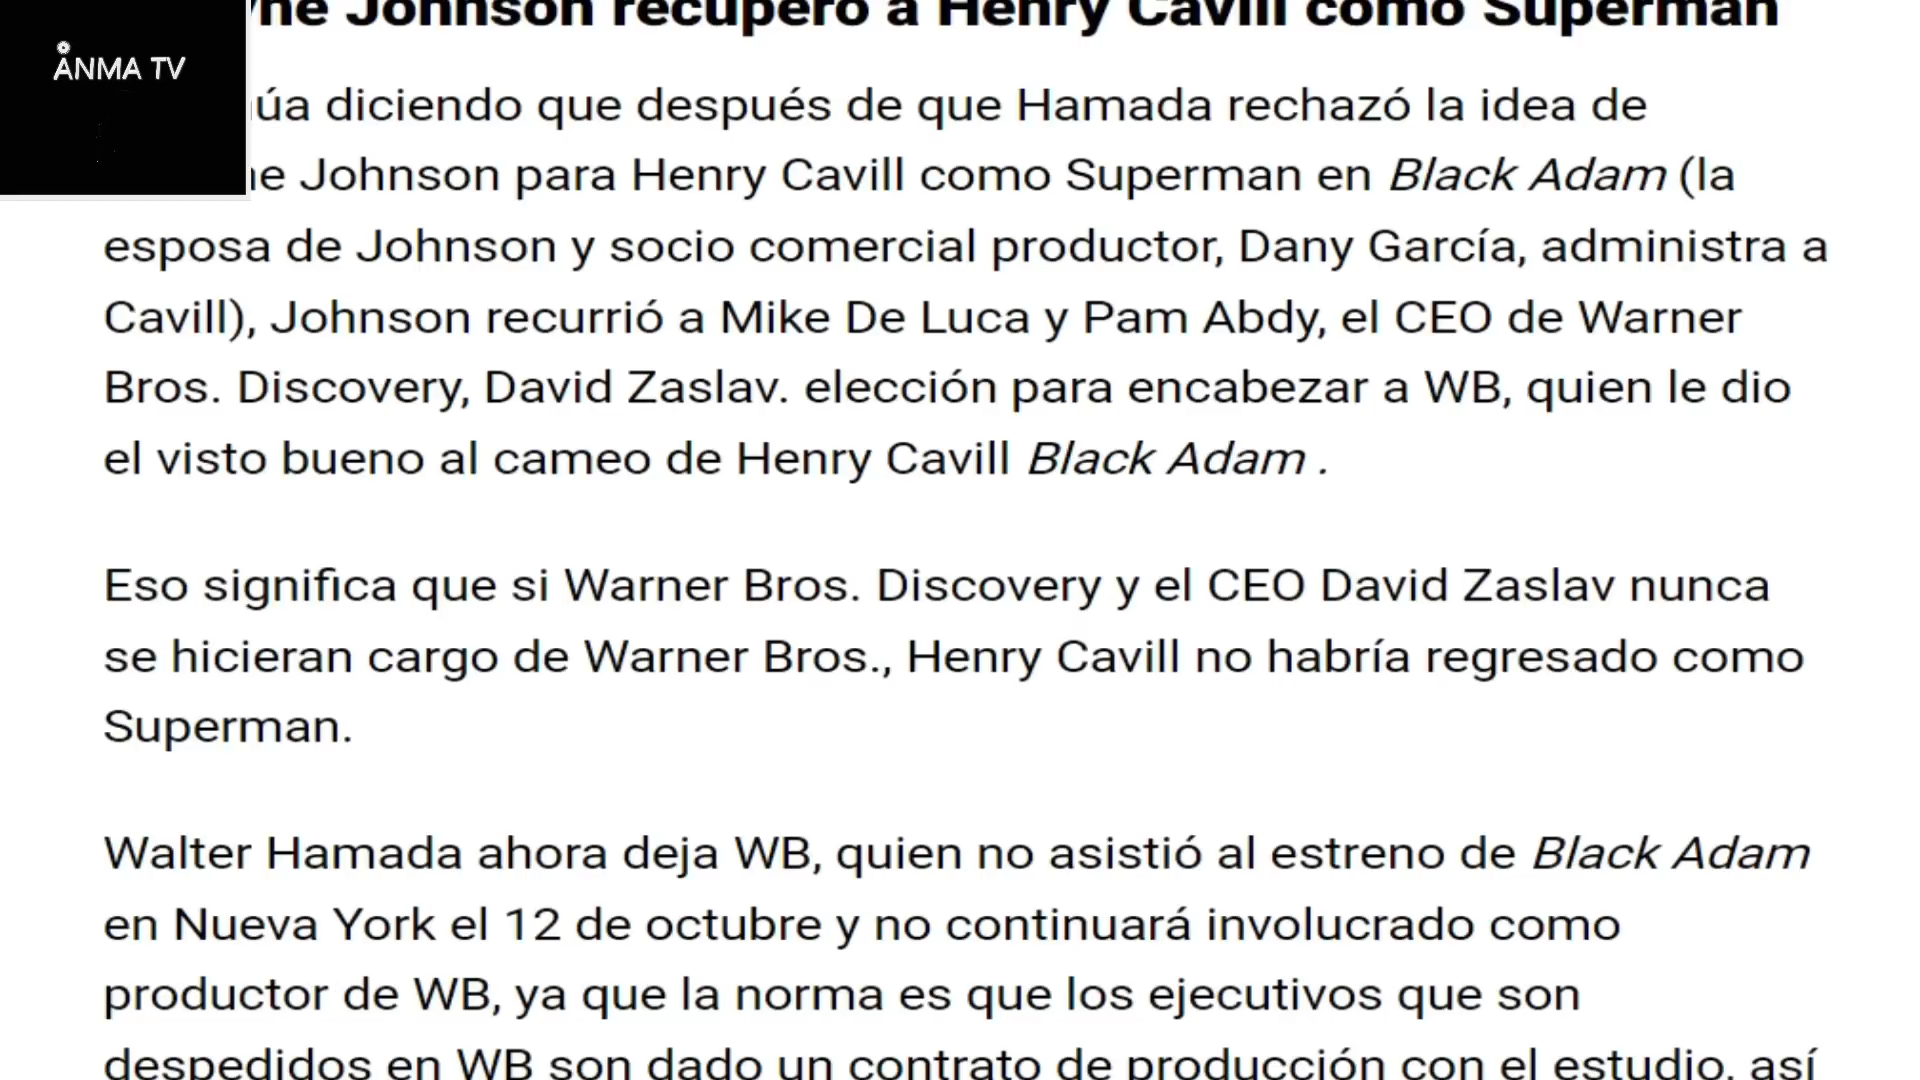 ANMA TV
Johnson recuperó a Henry Cavill como Superman
diciendo que después de que Hamada rechazó la idea de
Johnson para Henry Cavill como Superman en Black Adam (la
esposa de Johnson y socio comercial productor, Dany García, administra a
Cavill), Johnson recurrió a Mike De Luca y Pam Abdy, el CEO de Warner
Bros. Discovery, David Zaslav. elección para encabezar a WB, quien le dio
el visto bueno al cameo de Henry Cavill Black Adam .
Eso significa que si Warner Bros. Discovery y el CEO David Zaslav nunca
se hicieran cargo de Warner Bros., Henry Cavill no habría regresado como
Superman.
Walter Hamada ahora deja WB, quien no asistió al estreno de Black Adam
en Nueva York el 12 de octubre y no continuará involucrado como
productor de WB, ya que la norma es que los ejecutivos que son
despedidos en WB son dado un contrato de producción con el estudio, así